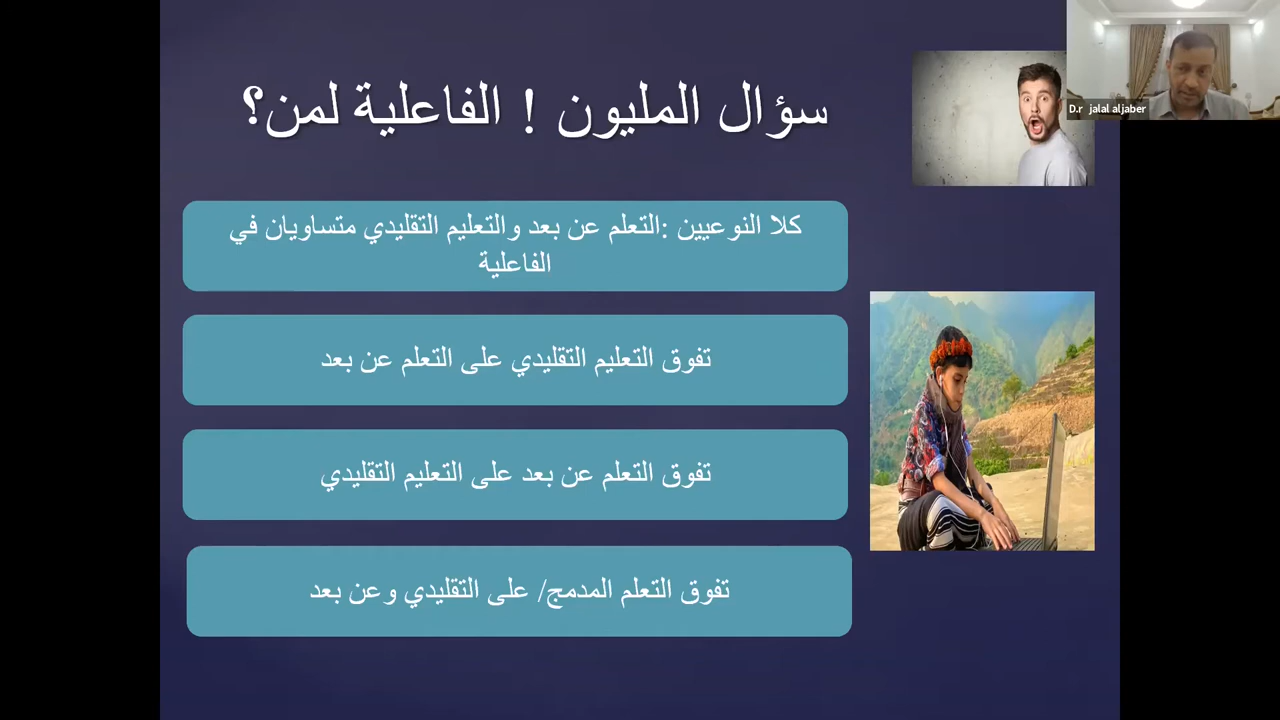 سؤال المليون ! الفاعلية لمن؟
D.r jalal aljaber
كلا النوعيين :التعلم عن بعد والتعليم التقليدي متساويان في
الفاعلية
تفوق التعليم التقليدي على التعلم عن بعد
تفوق التعلم عن بعد على التعليم التقليدي
تفوق التعلم المدمج/ على التقليدي وعن بعد